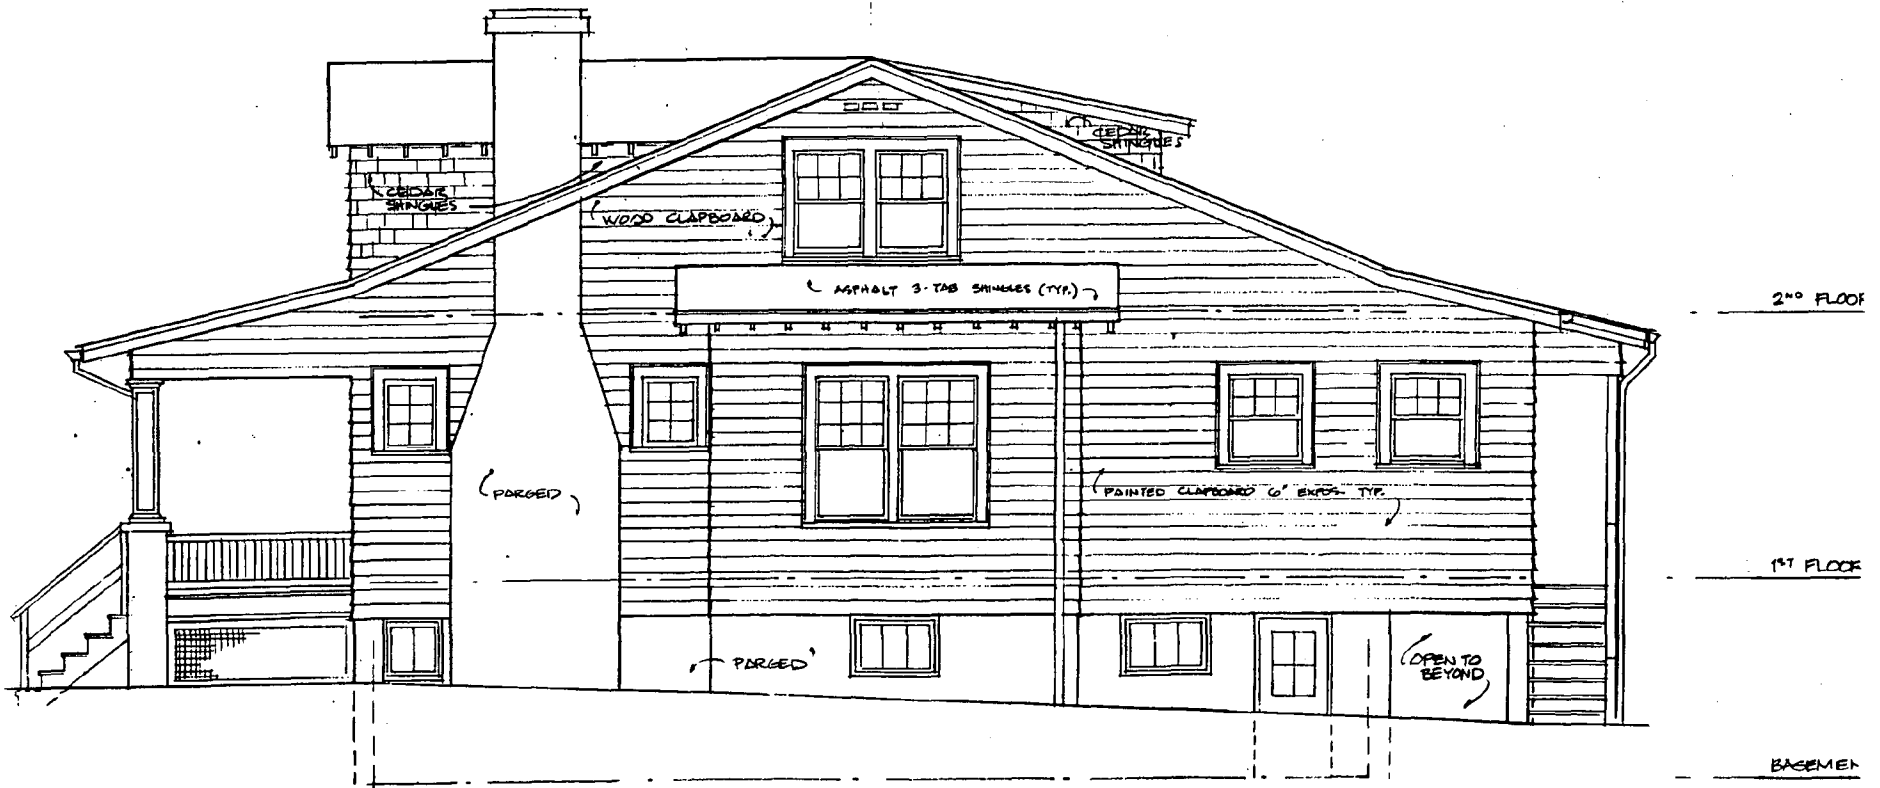 CEDAR
SHINGLES
CEDAR
SHINGLES
WOOD CLAPBOARD
ASPHALT 3-TAB SHINGLES (TYP.)
2ND FLOOR
PARGED
PAINTED CLAPBOARD 6" EXPOS. TYP.
1ST FLOOR
PARGED
OPEN TO
BEYOND
BASEMEN